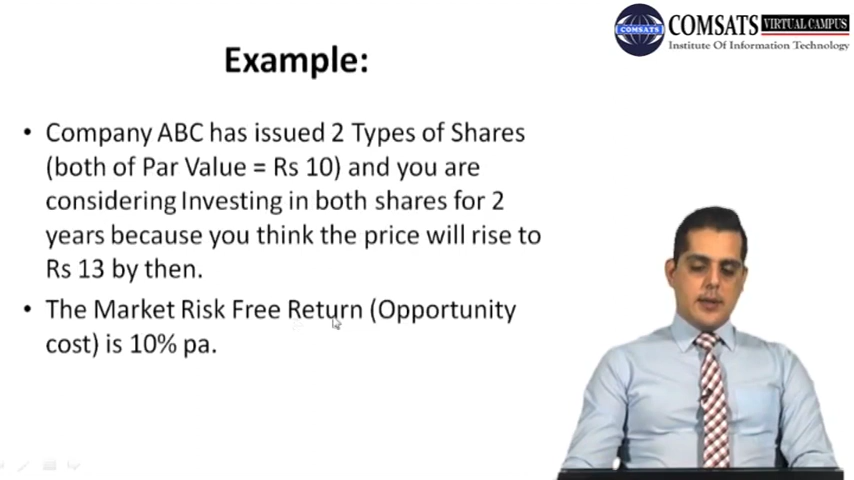 COMSATS
COMSATS VIRTUAL CAMPUS
Institute Of Information Technology
Example:
• Company ABC has issued 2 Types of Shares
(both of Par Value = Rs 10) and you are
considering Investing in both shares for 2
years because you think the price will rise to
Rs 13 by then.
• The Market Risk Free Return (Opportunity
cost) is 10% pa.